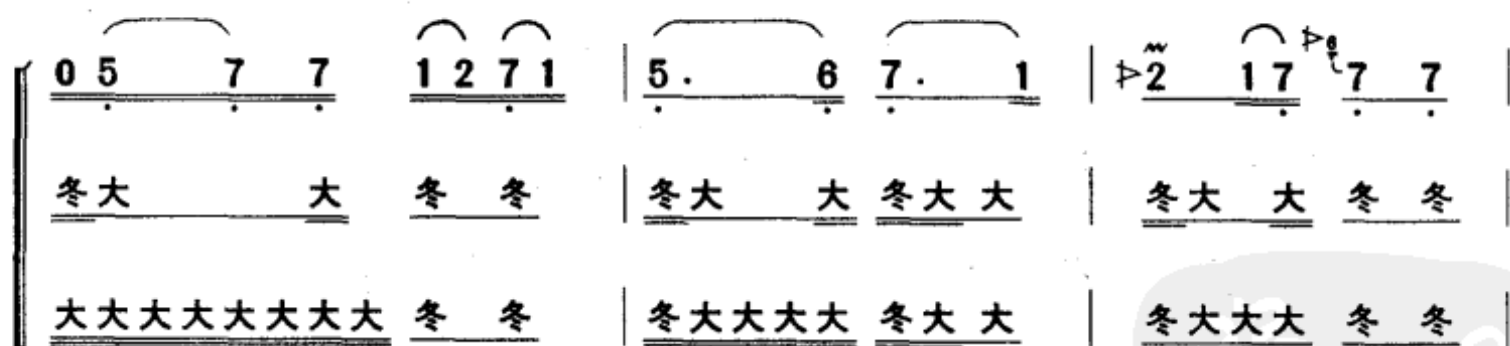 0 5 7 7 1 2 7 1 | 5. 6 7. 1 | 2 1 7 6 7 7 |
冬大 大 冬 冬 | 冬大 大 冬大 大 | 冬大 大 冬 冬 |
大大大大大大大大 冬 冬 | 冬大大大大 冬大 大 | 冬大大大 冬 冬